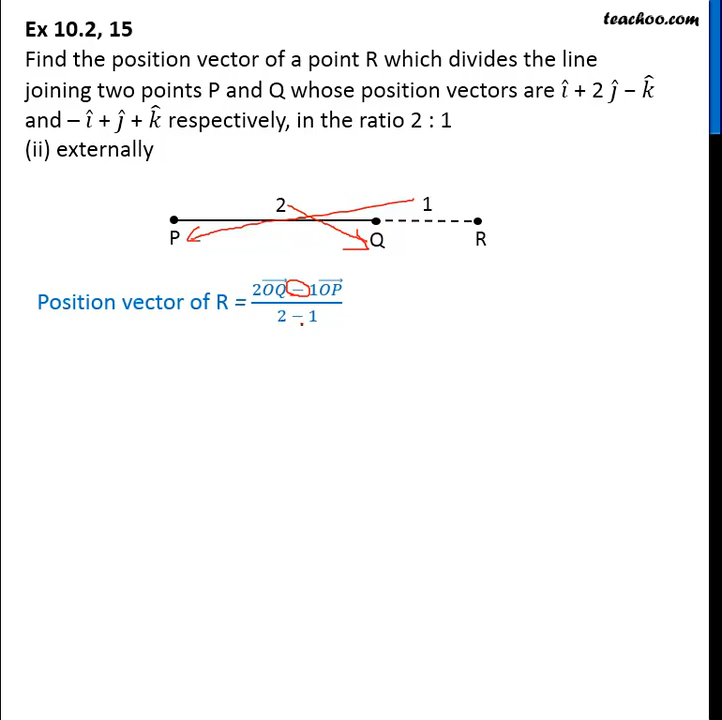 teachoo.com
Ex 10.2, 15
Find the position vector of a point R which divides the line
joining two points P and Q whose position vectors are î + 2 ĵ − k̂
and – î + ĵ + k̂ respectively, in the ratio 2 : 1
(ii) externally
2 1
P Q R
Position vector of R = (2OQ⃗ − 1OP⃗)/(2 − 1)